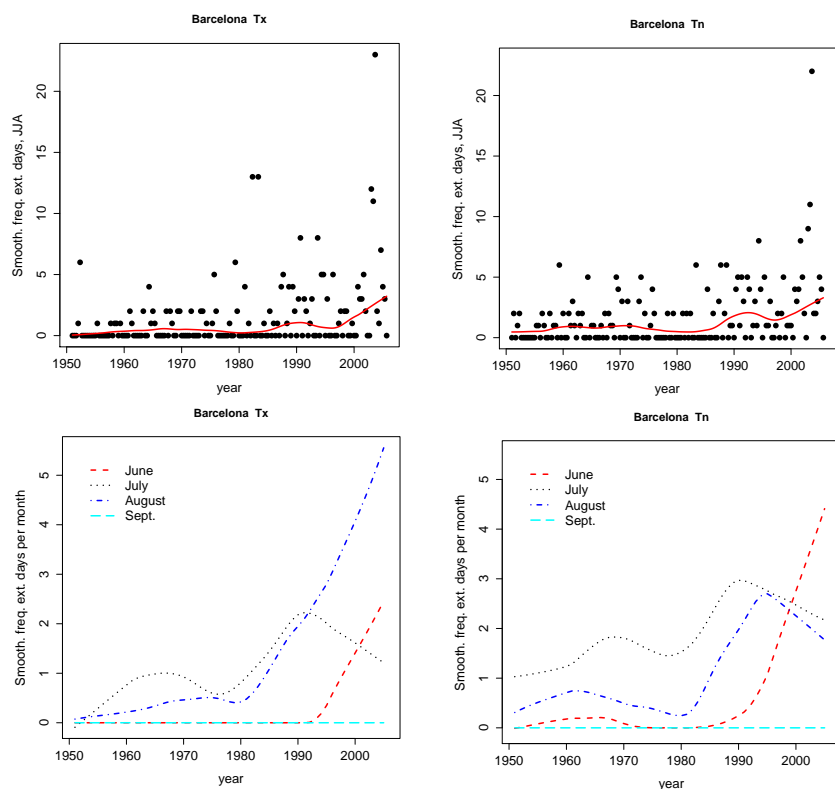 Barcelona Tx
Smooth. freq. ext. days, JJA
20
15
10
5
0
1950 1960 1970 1980 1990 2000
year
Barcelona Tn
Smooth. freq. ext. days, JJA
20
15
10
5
0
1950 1960 1970 1980 1990 2000
year
Barcelona Tx
Smooth. freq. ext. days per month
5
4
3
2
1
0
June
July
August
Sept.
1950 1960 1970 1980 1990 2000
year
Barcelona Tn
Smooth. freq. ext. days per month
5
4
3
2
1
0
June
July
August
Sept.
1950 1960 1970 1980 1990 2000
year